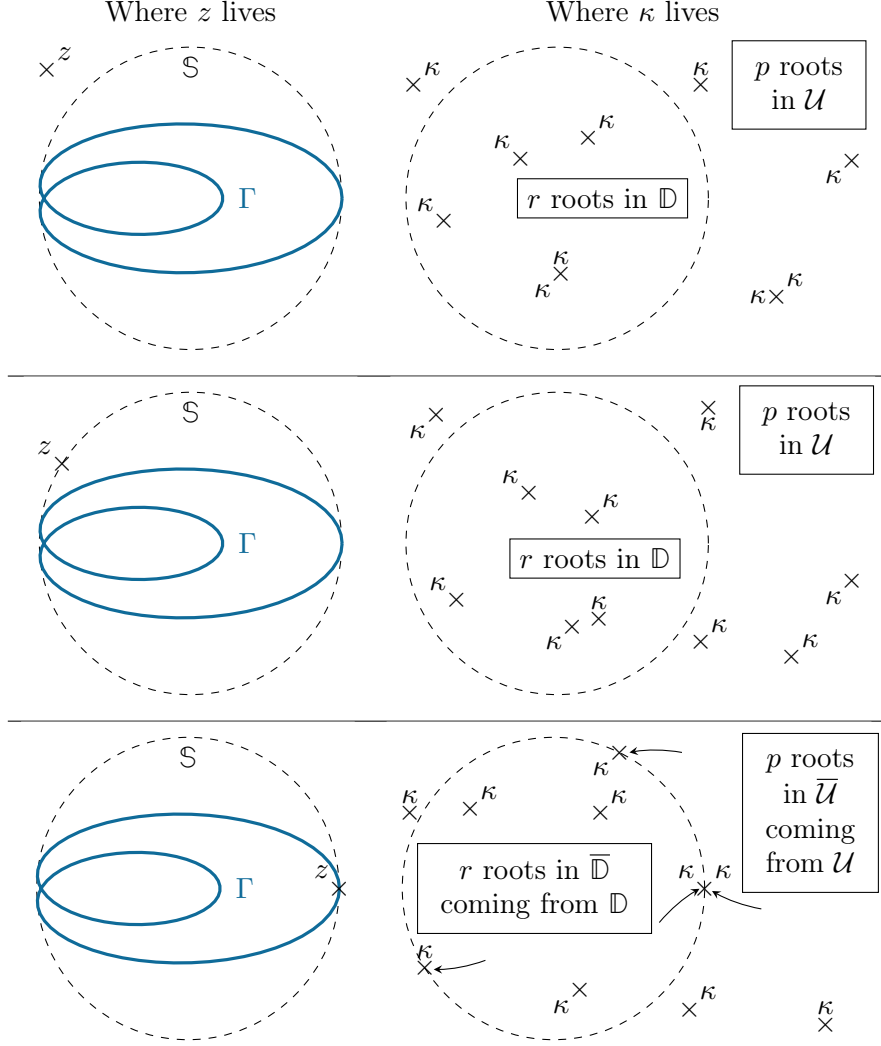 Where z lives
Where κ lives
z
𝕊
Γ
κ
κ
κ
κ
κ
κ
κ
κ
κ
κ
κ
p roots
in 𝒰
r roots in 𝔻
z
𝕊
Γ
κ
κ
κ
κ
κ
κ
κ
κ
κ
κ
p roots
in 𝒰
r roots in 𝔻
z
𝕊
Γ
κ
κ
κ
κ
κ
κ
κ
κ
κ
κ
p roots
in 𝒰̅
coming
from 𝒰
r roots in 𝔻̅
coming from 𝔻